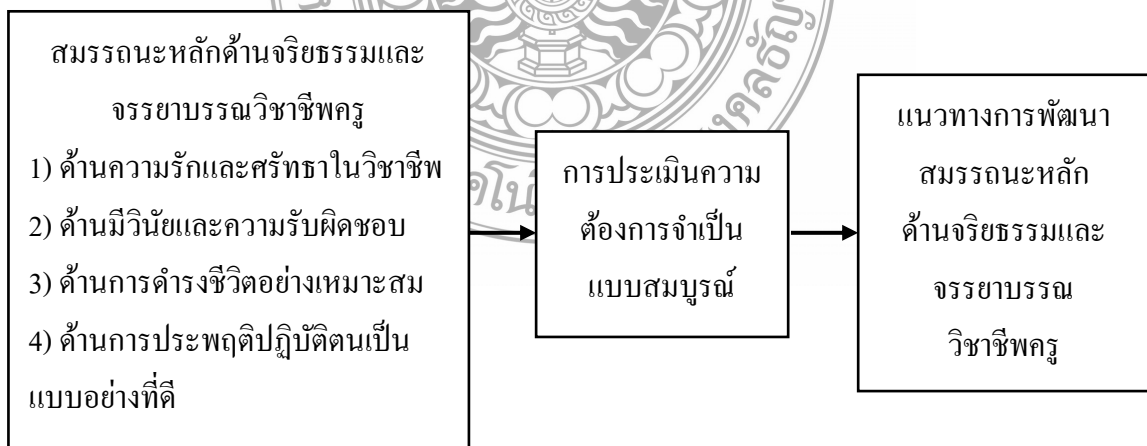 สมรรถนะหลักด้านจริยธรรมและ
จรรยาบรรณวิชาชีพครู
1) ด้านความรักและศรัทธาในวิชาชีพ
2) ด้านมีวินัยและความรับผิดชอบ
3) ด้านการดำรงชีวิตอย่างเหมาะสม
4) ด้านการประพฤติปฏิบัติตนเป็น
แบบอย่างที่ดี
การประเมินความ
ต้องการจำเป็น
แบบสมบูรณ์
แนวทางการพัฒนา
สมรรถนะหลัก
ด้านจริยธรรมและ
จรรยาบรรณ
วิชาชีพครู